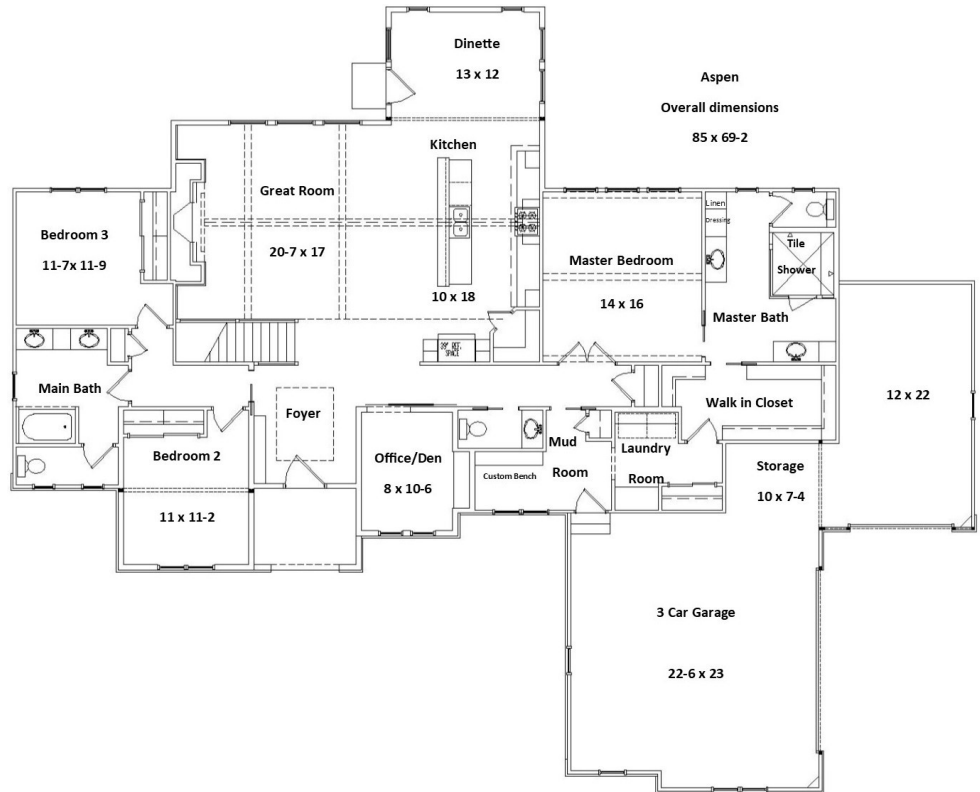 Dinette
13 x 12
Aspen
Overall dimensions
85 x 69-2
Kitchen
10 x 18
Great Room
20-7 x 17
Bedroom 3
11-7x 11-9
Master Bedroom
14 x 16
Linen
Dressing
Tile
Shower
Master Bath
39" REF.
SPACE
Main Bath
Foyer
Walk in Closet
12 x 22
Bedroom 2
11 x 11-2
Office/Den
8 x 10-6
Mud
Room
Custom Bench
Laundry
Room
Storage
10 x 7-4
3 Car Garage
22-6 x 23